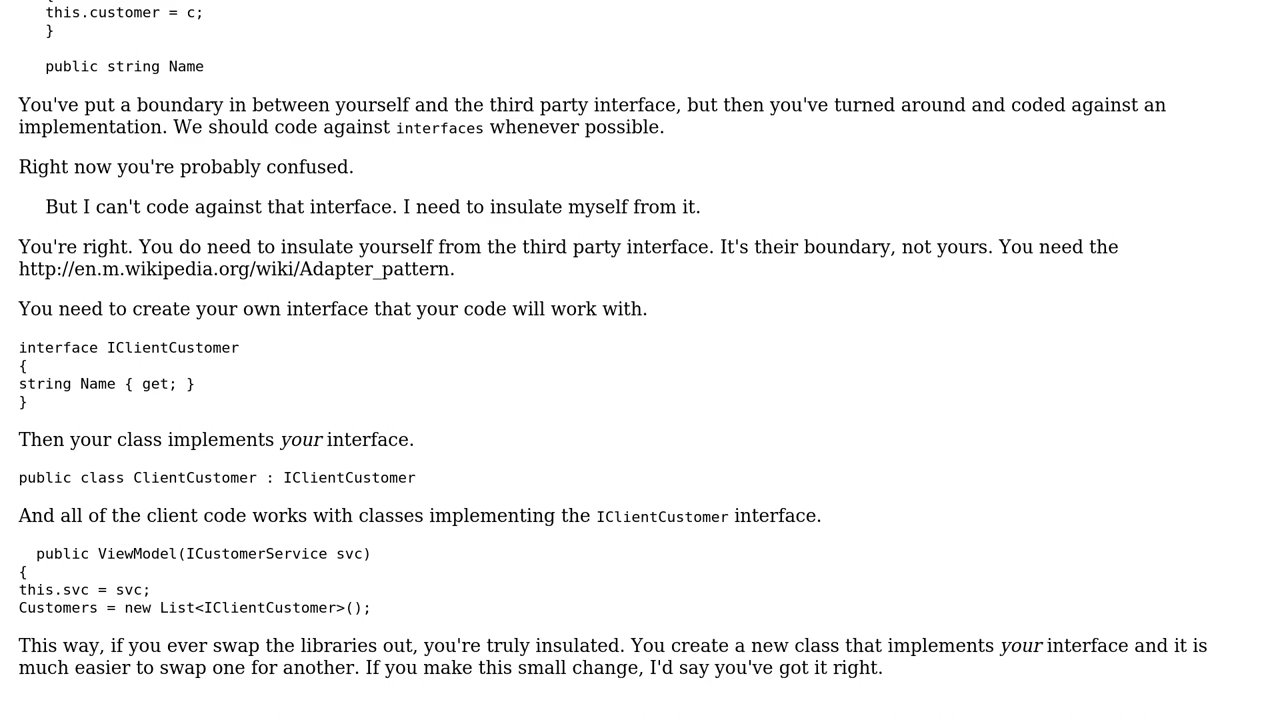 this.customer = c;
}
public string Name
You've put a boundary in between yourself and the third party interface, but then you've turned around and coded against an
implementation. We should code against interfaces whenever possible.
Right now you're probably confused.
But I can't code against that interface. I need to insulate myself from it.
You're right. You do need to insulate yourself from the third party interface. It's their boundary, not yours. You need the
http://en.m.wikipedia.org/wiki/Adapter_pattern.
You need to create your own interface that your code will work with.
interface IClientCustomer
{
string Name { get; }
}
Then your class implements your interface.
public class ClientCustomer : IClientCustomer
And all of the client code works with classes implementing the IClientCustomer interface.
public ViewModel(ICustomerService svc)
{
this.svc = svc;
Customers = new List<IClientCustomer>();
This way, if you ever swap the libraries out, you're truly insulated. You create a new class that implements your interface and it is
much easier to swap one for another. If you make this small change, I'd say you've got it right.